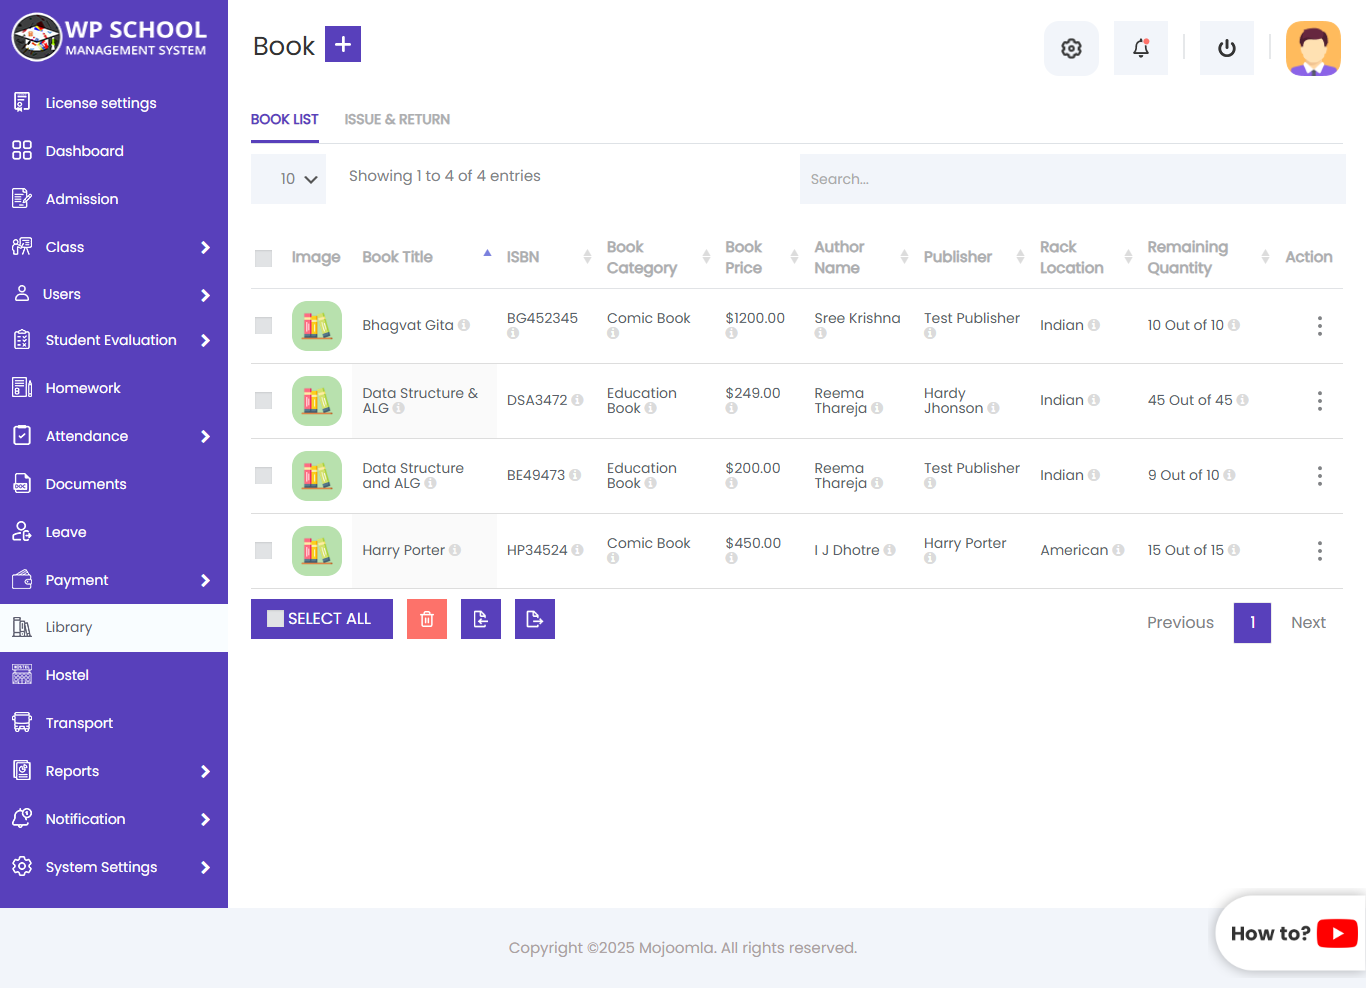 WP SCHOOL
MANAGEMENT SYSTEM
License settings
Dashboard
Admission
Class
Users
Student Evaluation
Homework
Attendance
Documents
Leave
Payment
Library
Hostel
Transport
Reports
Notification
System Settings
Book +
BOOK LIST ISSUE & RETURN
10 Showing 1 to 4 of 4 entries Search...
Image Book Title ISBN Book Category Book Price Author Name Publisher Rack Location Remaining Quantity Action
Bhagvat Gita BG452345 Comic Book $1200.00 Sree Krishna Test Publisher Indian 10 Out of 10
Data Structure & ALG DSA3472 Education Book $249.00 Reema Thareja Hardy Jhonson Indian 45 Out of 45
Data Structure and ALG BE49473 Education Book $200.00 Reema Thareja Test Publisher Indian 9 Out of 10
Harry Porter HP34524 Comic Book $450.00 I J Dhotre Harry Porter American 15 Out of 15
SELECT ALL Previous 1 Next
How to?
Copyright ©2025 Mojoomla. All rights reserved.